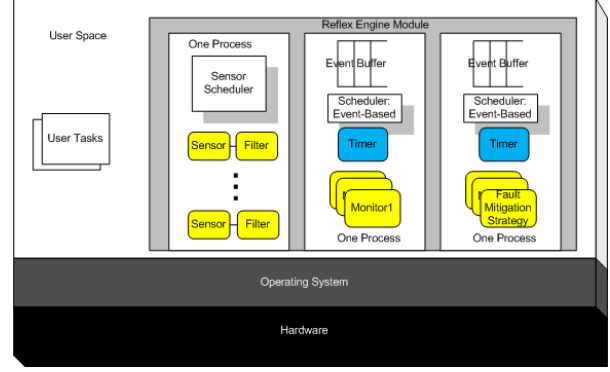 Reflex Engine Module
User Space
One Process
Sensor
Scheduler
Sensor
Filter
Sensor
Filter
Event Buffer
Scheduler:
Event-Based
Timer
Monitor1
One Process
Event Buffer
Scheduler:
Event-Based
Timer
Fault
Mitigation
Strategy
One Process
User Tasks
Operating System
Hardware